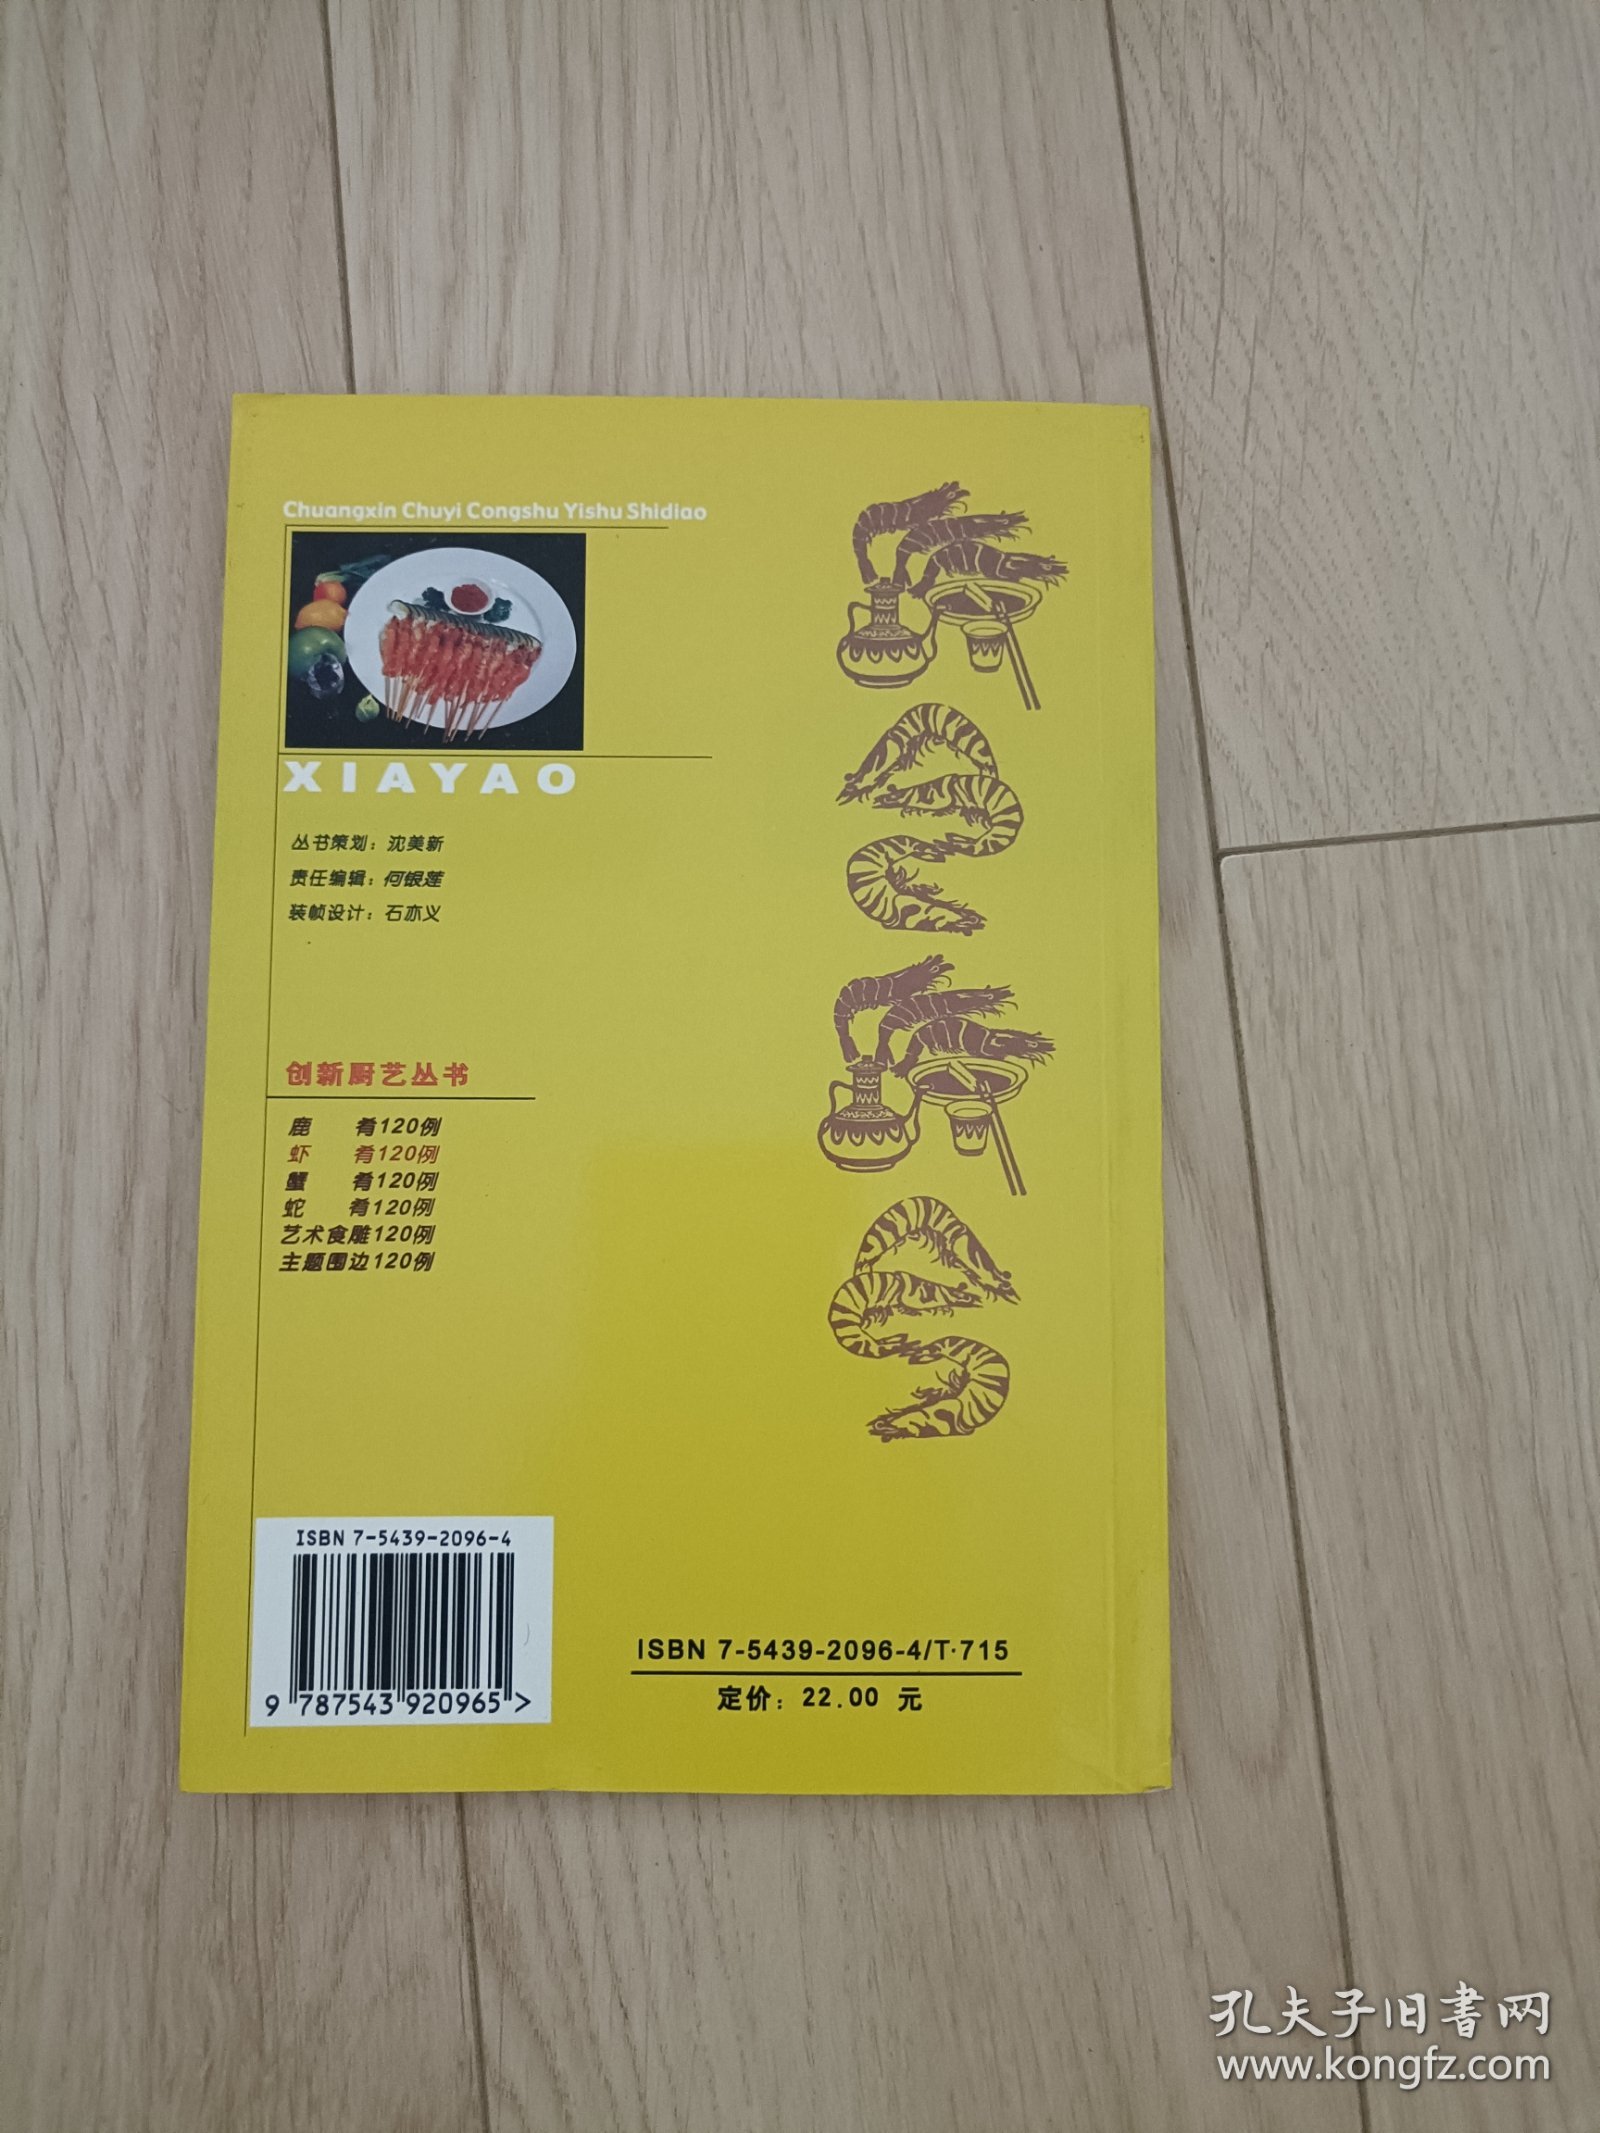 Chuangxin Chuyi Congshu Yishu Shidiao
XIAYAO
丛书策划：沈美新
责任编辑：何银莲
装帧设计：石亦义
创新厨艺丛书
鹿　　肴120例
虾　　肴120例
蟹　　肴120例
蛇　　肴120例
艺术食雕120例
主题围边120例
ISBN 7-5439-2096-4
9 787543 920965 >
ISBN 7-5439-2096-4/T·715
定价：22.00 元
孔夫子旧书网
www.kongfz.com